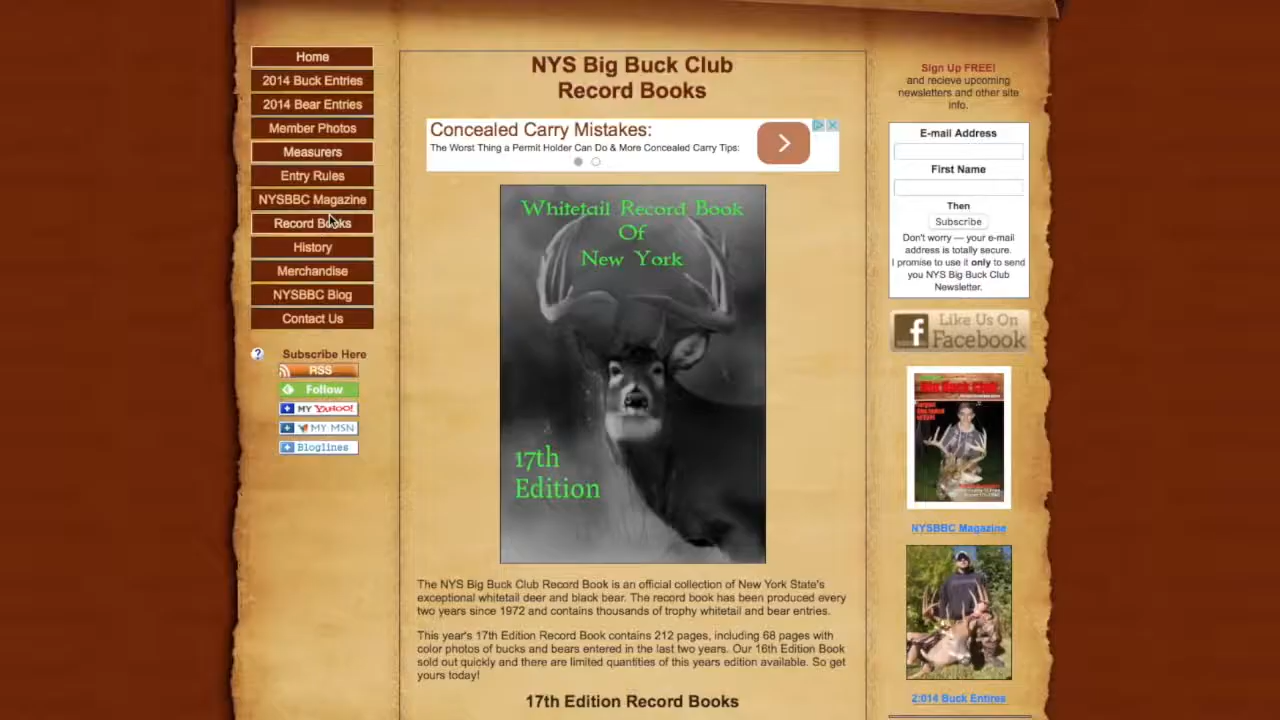 Home
2014 Buck Entries
2014 Bear Entries
Member Photos
Measurers
Entry Rules
NYSBBC Magazine
Record Books
History
Merchandise
NYSBBC Blog
Contact Us
Subscribe Here
RSS
Follow
MY YAHOO!
MY MSN
Bloglines
NYS Big Buck Club
Record Books
Concealed Carry Mistakes:
The Worst Thing a Permit Holder Can Do & More Concealed Carry Tips:
Whitetail Record Book
Of
New York
17th
Edition
The NYS Big Buck Club Record Book is an official collection of New York State's
exceptional whitetail deer and black bear. The record book has been produced every
two years since 1972 and contains thousands of trophy whitetail and bear entries.
This year's 17th Edition Record Book contains 212 pages, including 68 pages with
color photos of bucks and bears entered in the last two years. Our 16th Edition Book
sold out quickly and there are limited quantities of this years edition available. So get
yours today!
17th Edition Record Books
Sign Up FREE!
and recieve upcoming
newsletters and other site
info.
E-mail Address
First Name
Then
Subscribe
Don't worry — your e-mail
address is totally secure.
I promise to use it only to send
you NYS Big Buck Club
Newsletter.
Like Us On
Facebook
Big Buck Club
NYSBBC Magazine
2:014 Buck Entires